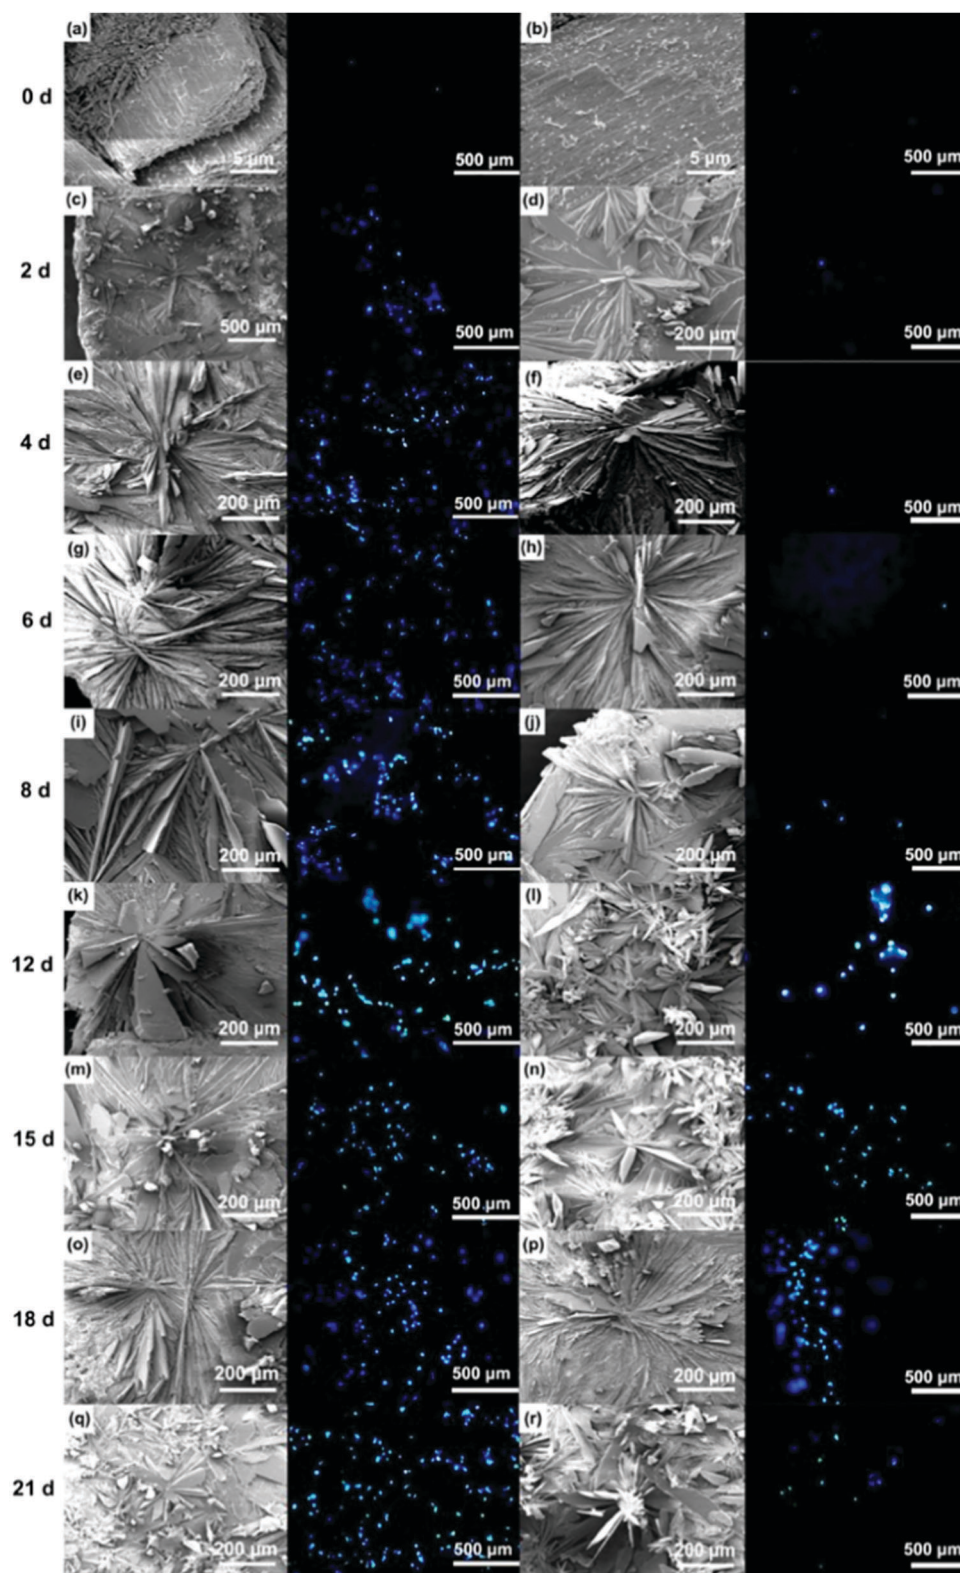 (a) (b)
0 d
5 µm 500 µm 5 µm 500 µm
(c) (d)
2 d
500 µm 500 µm 200 µm 500 µm
(e) (f)
4 d
200 µm 500 µm 200 µm 500 µm
(g) (h)
6 d
200 µm 500 µm 200 µm 500 µm
(i) (j)
8 d
200 µm 500 µm 200 µm 500 µm
(k) (l)
12 d
200 µm 500 µm 200 µm 500 µm
(m) (n)
15 d
200 µm 500 µm 200 µm 500 µm
(o) (p)
18 d
200 µm 500 µm 200 µm 500 µm
(q) (r)
21 d
200 µm 500 µm 200 µm 500 µm